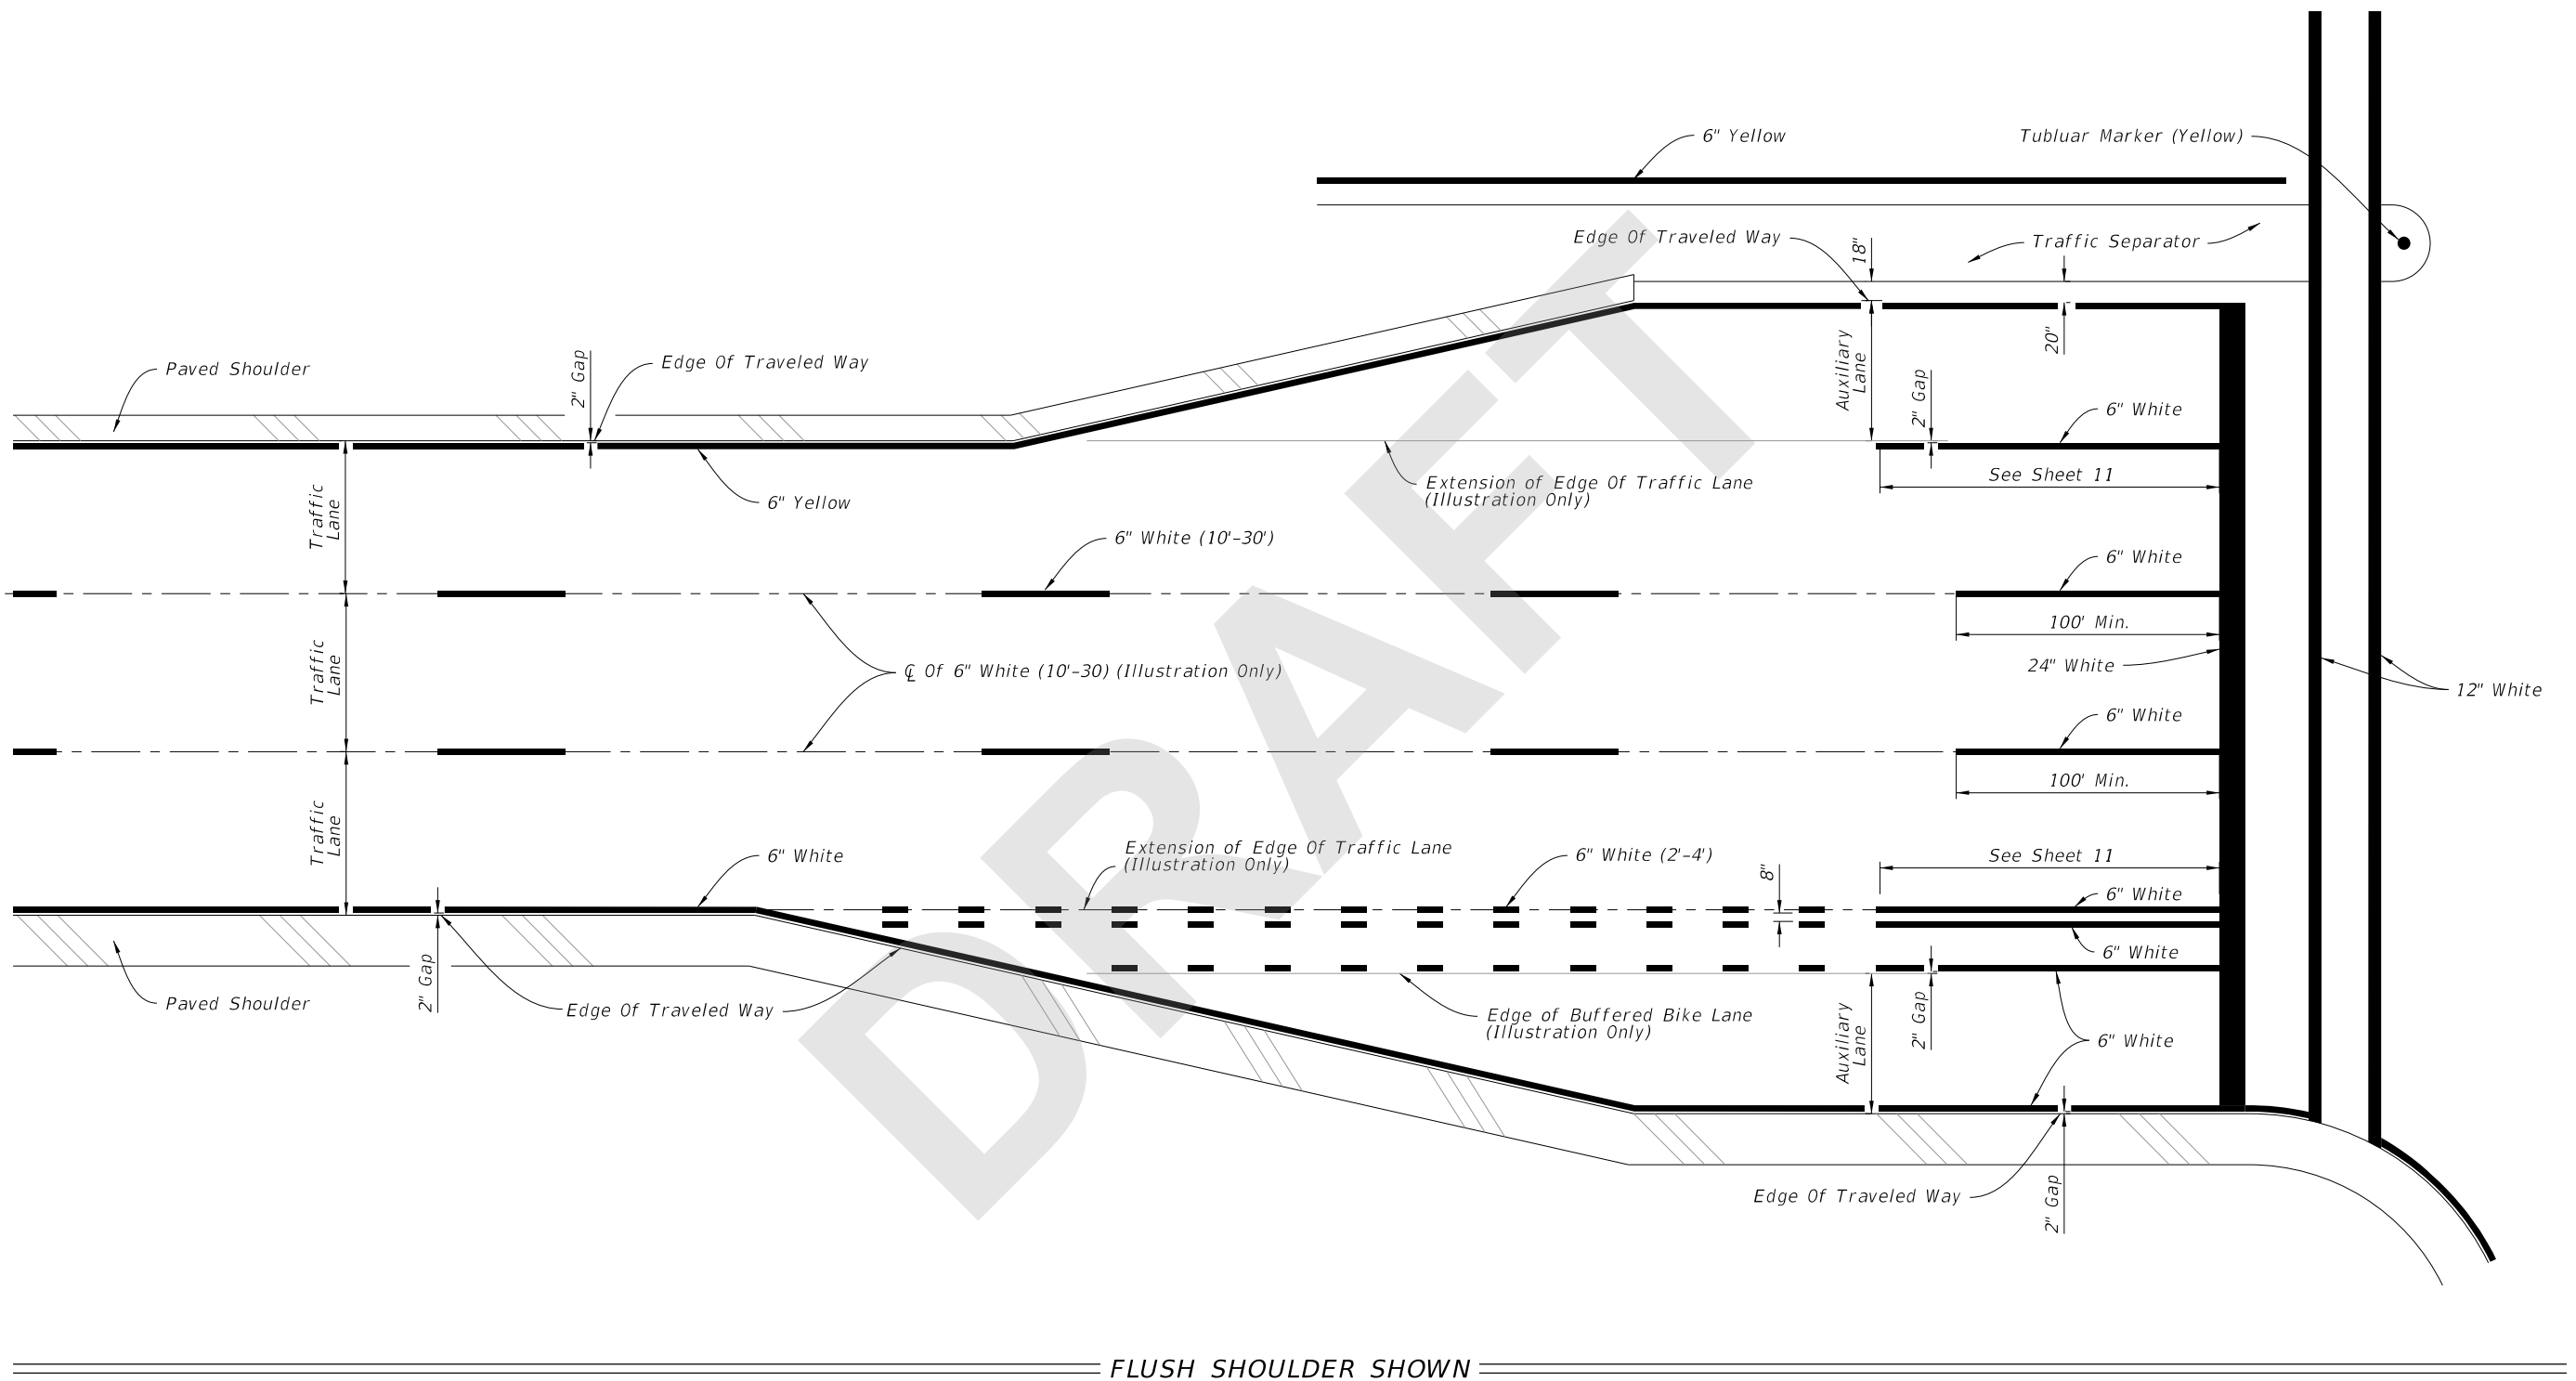 6" Yellow
Tubluar Marker (Yellow)
Edge Of Traveled Way
18"
Traffic Separator
20"
Paved Shoulder
2" Gap
Edge Of Traveled Way
Auxiliary
Lane
2" Gap
6" White
6" Yellow
Extension of Edge Of Traffic Lane
(Illustration Only)
See Sheet 11
Traffic
Lane
6" White (10'-30')
6" White
100' Min.
24" White
Traffic
Lane
℄ Of 6" White (10'-30) (Illustration Only)
12" White
6" White
100' Min.
Traffic
Lane
6" White
Extension of Edge Of Traffic Lane
(Illustration Only)
6" White (2'-4')
8"
See Sheet 11
6" White
6" White
Paved Shoulder
2" Gap
Edge Of Traveled Way
Edge of Buffered Bike Lane
(Illustration Only)
Auxiliary
Lane
2" Gap
6" White
Edge Of Traveled Way
2" Gap
DRAFT
FLUSH SHOULDER SHOWN